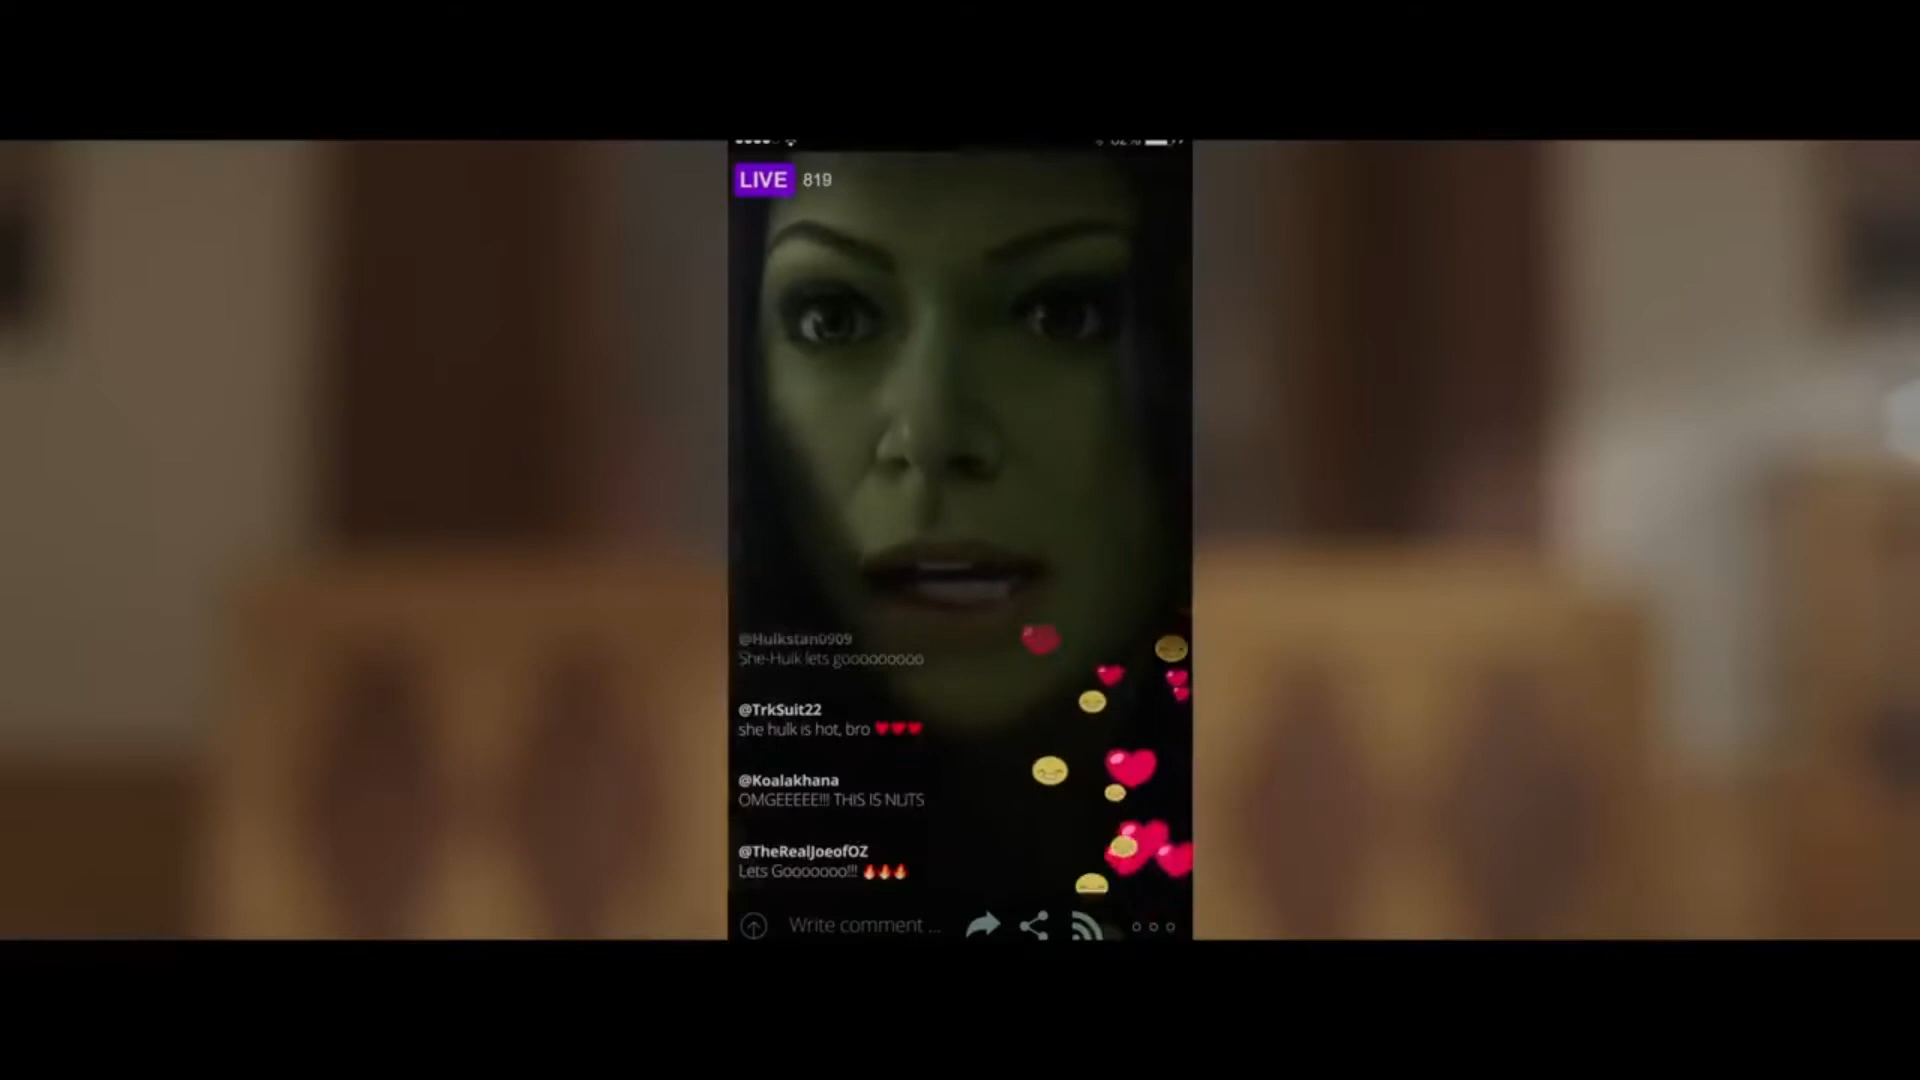 LIVE 819
@Hulkstan0909
She-Hulk lets gooooooooo
@TrkSuit22
she hulk is hot, bro ❤❤❤
@Koalakhana
OMGEEEEE!!! THIS IS NUTS
@TheRealJoeofOZ
Lets Gooooooo!!! 🔥🔥🔥
Write comment ...